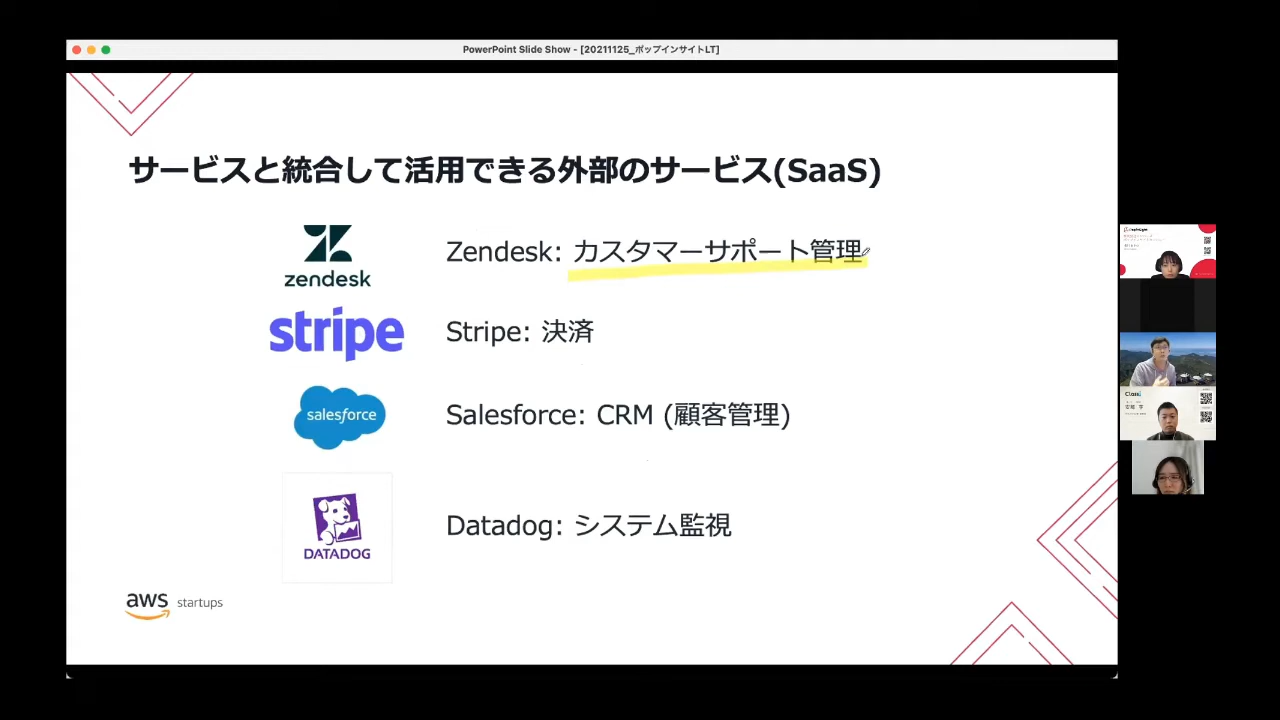 PowerPoint Slide Show - [20211125_ポップインサイトLT]
サービスと統合して活用できる外部のサービス(SaaS)
zendesk
Zendesk: カスタマーサポート管理
stripe
Stripe: 決済
salesforce
Salesforce: CRM (顧客管理)
DATADOG
Datadog: システム監視
aws startups
Classi